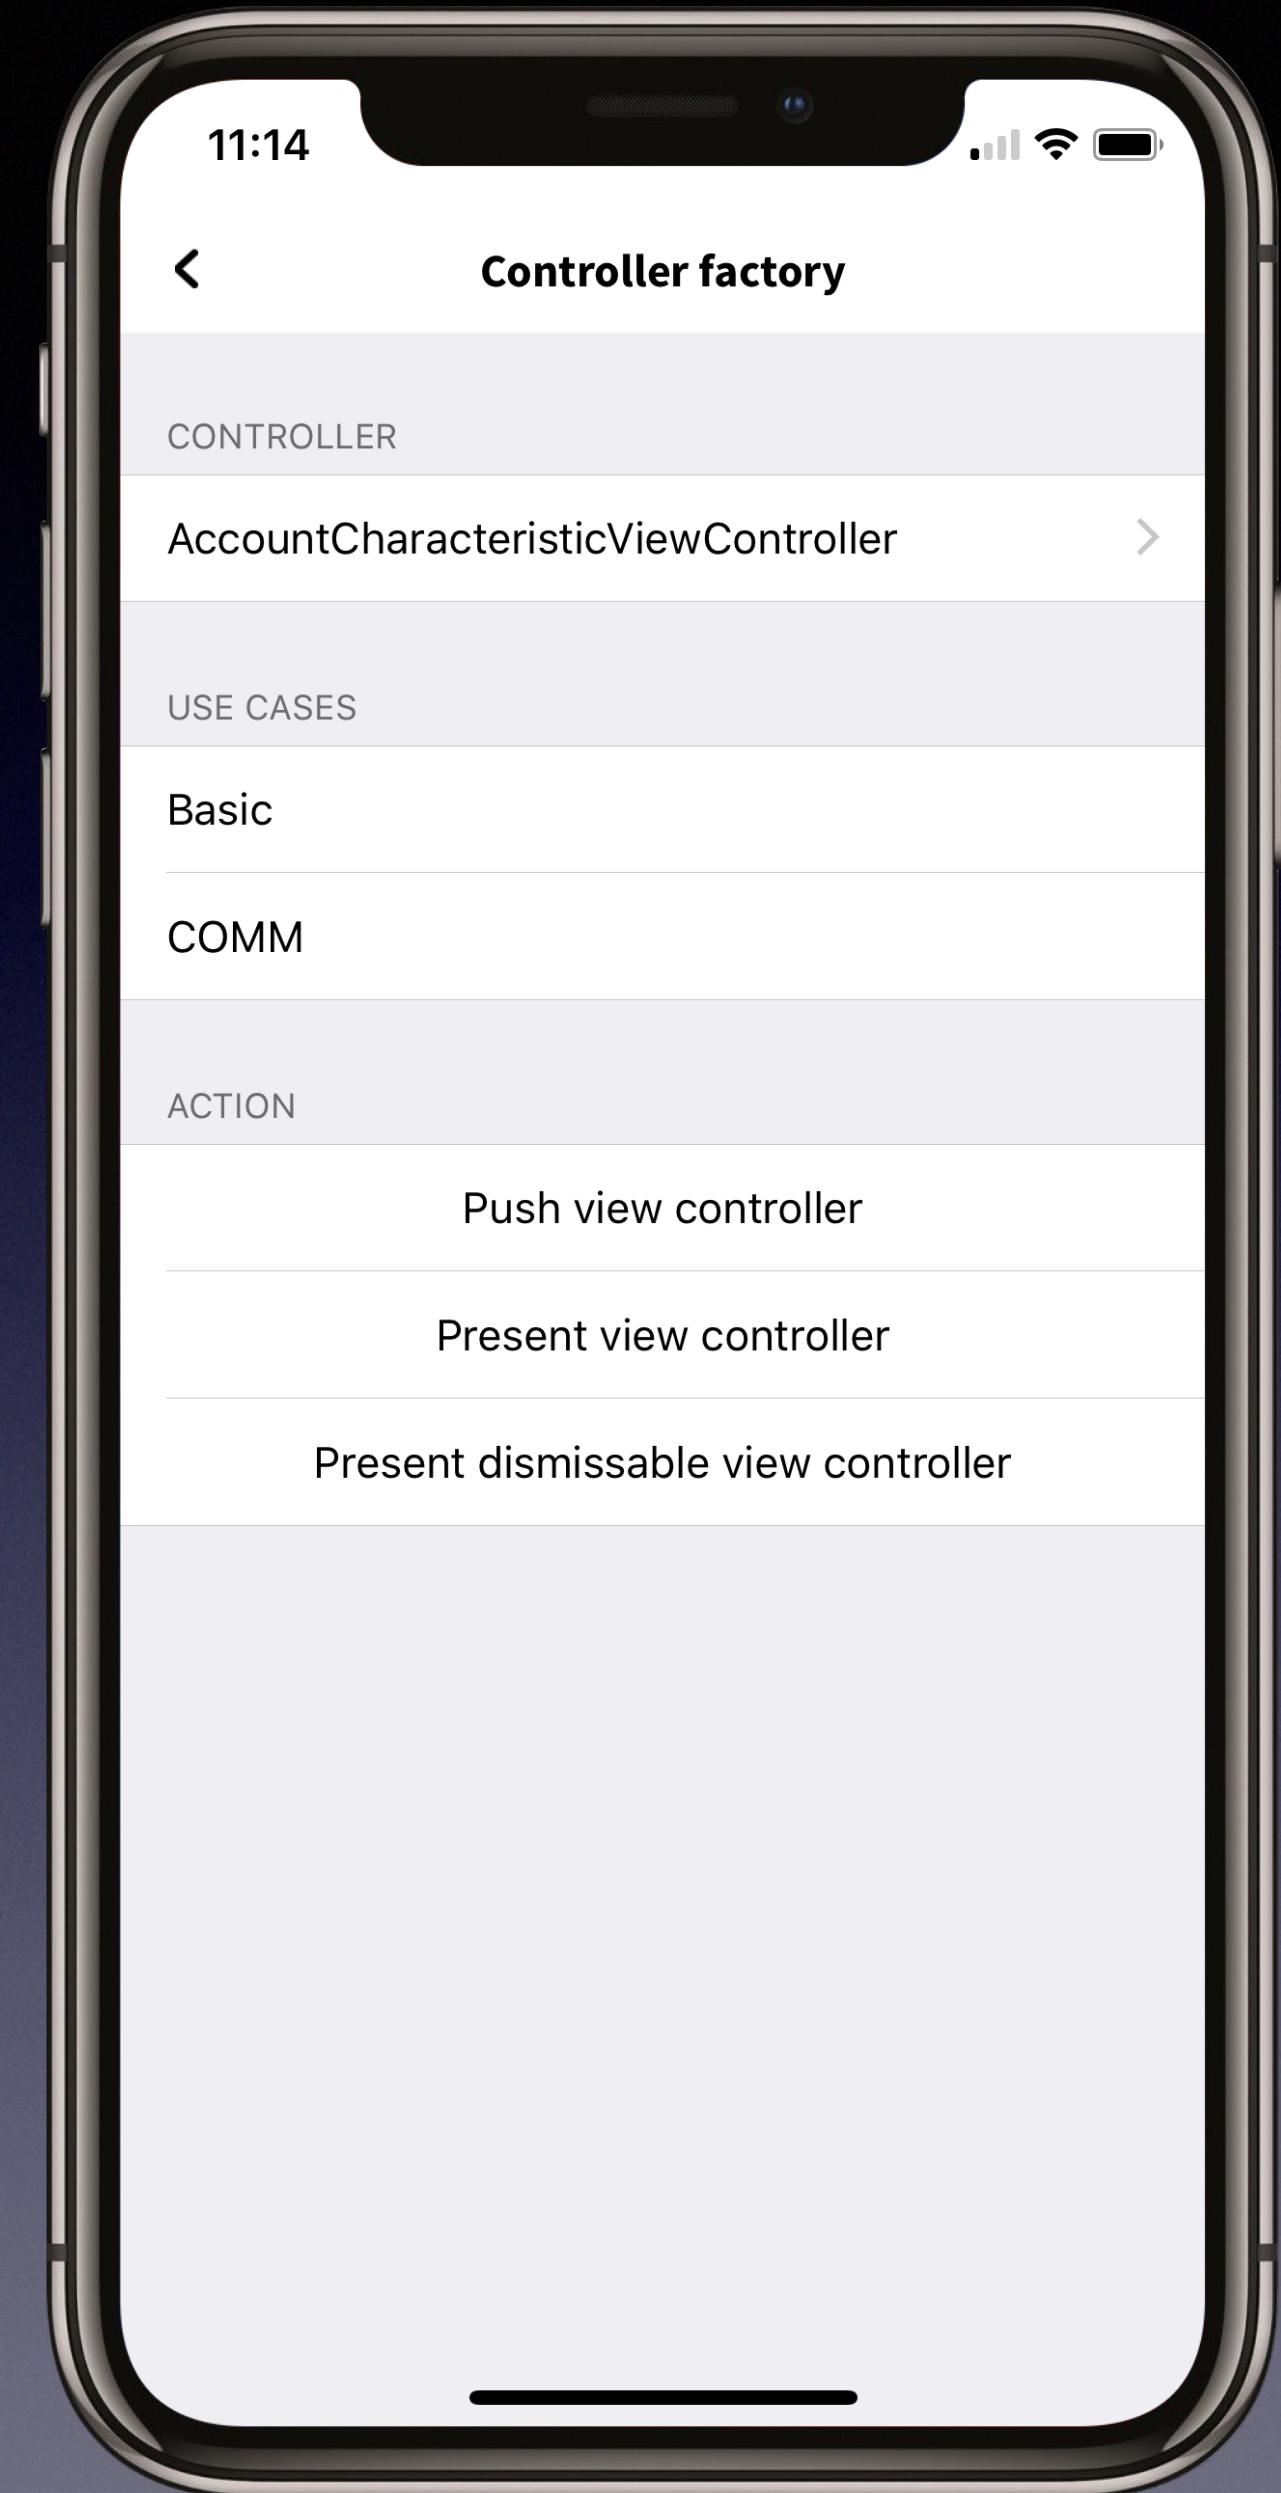 11:14
Controller factory
CONTROLLER
AccountCharacteristicViewController
USE CASES
Basic
COMM
ACTION
Push view controller
Present view controller
Present dismissable view controller